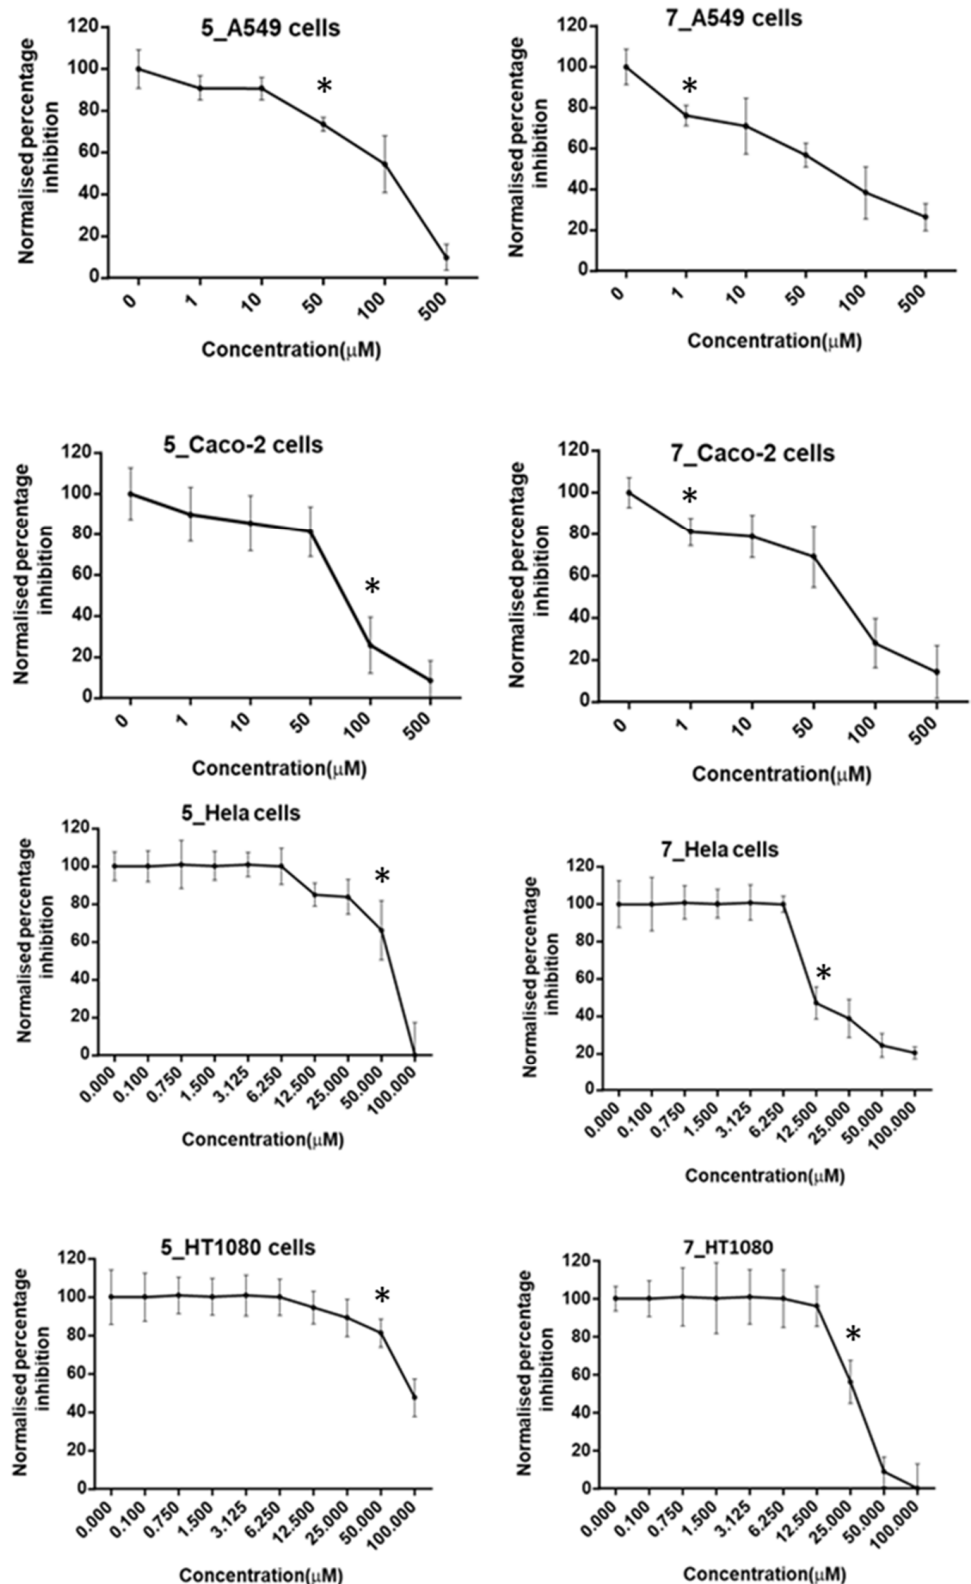 5_A549 cells
Normalised percentage
inhibition
120
100
80
60
40
20
0
*
0 1 10 50 100 500
Concentration(μM)
7_A549 cells
Normalised percentage
inhibition
120
100
80
60
40
20
0
*
0 1 10 50 100 500
Concentration(μM)
5_Caco-2 cells
Normalised percentage
inhibition
120
100
80
60
40
20
0
*
0 1 10 50 100 500
Concentration(μM)
7_Caco-2 cells
Normalised percentage
inhibition
120
100
80
60
40
20
0
*
0 1 10 50 100 500
Concentration(μM)
5_Hela cells
Normalised percentage
inhibition
120
100
80
60
40
20
0
*
0.000 0.100 0.750 1.500 3.125 6.250 12.500 25.000 50.000 100.000
Concentration(μM)
7_Hela cells
Normalised percentage
inhibition
120
100
80
60
40
20
0
*
0.000 0.100 0.750 1.500 3.125 6.250 12.500 25.000 50.000 100.000
Concentration(μM)
5_HT1080 cells
Normalised percentage
inhibition
120
100
80
60
40
20
0
*
0.000 0.100 0.750 1.500 3.125 6.250 12.500 25.000 50.000 100.000
Concentration(μM)
7_HT1080
Normalised percentage
inhibition
120
100
80
60
40
20
0
*
0.000 0.100 0.750 1.500 3.125 6.250 12.500 25.000 50.000 100.000
Concentration(μM)